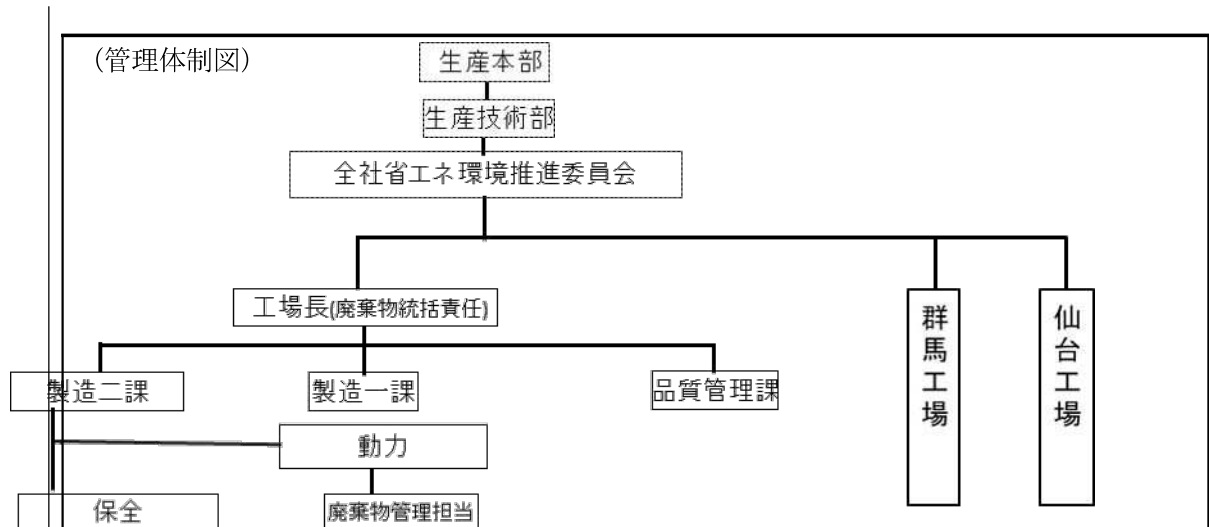 （管理体制図）
生産本部
生産技術部
全社省エネ環境推進委員会
工場長(廃棄物統括責任)
群馬工場
仙台工場
製造二課
製造一課
品質管理課
動力
保全
廃棄物管理担当